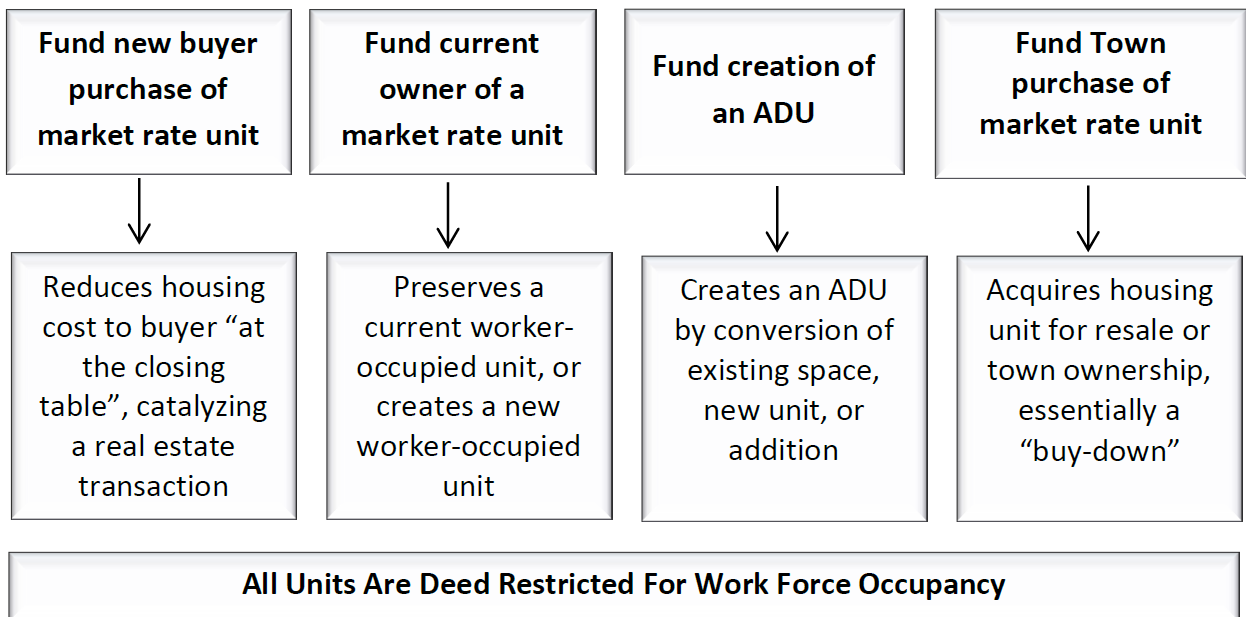 Fund new buyer
purchase of
market rate unit
Fund current
owner of a
market rate unit
Fund creation of
an ADU
Fund Town
purchase of
market rate unit
Reduces housing
cost to buyer “at
the closing
table”, catalyzing
a real estate
transaction
Preserves a
current worker-
occupied unit, or
creates a new
worker-occupied
unit
Creates an ADU
by conversion of
existing space,
new unit, or
addition
Acquires housing
unit for resale or
town ownership,
essentially a
“buy-down”
All Units Are Deed Restricted For Work Force Occupancy